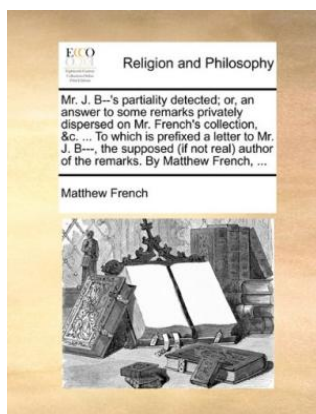 ECCO
Religion and Philosophy
Mr. J. B--'s partiality detected; or, an
answer to some remarks privately
dispersed on Mr. French's collection,
&c. ... To which is prefixed a letter to Mr.
J. B---, the supposed (if not real) author
of the remarks. By Matthew French, ...
Matthew French